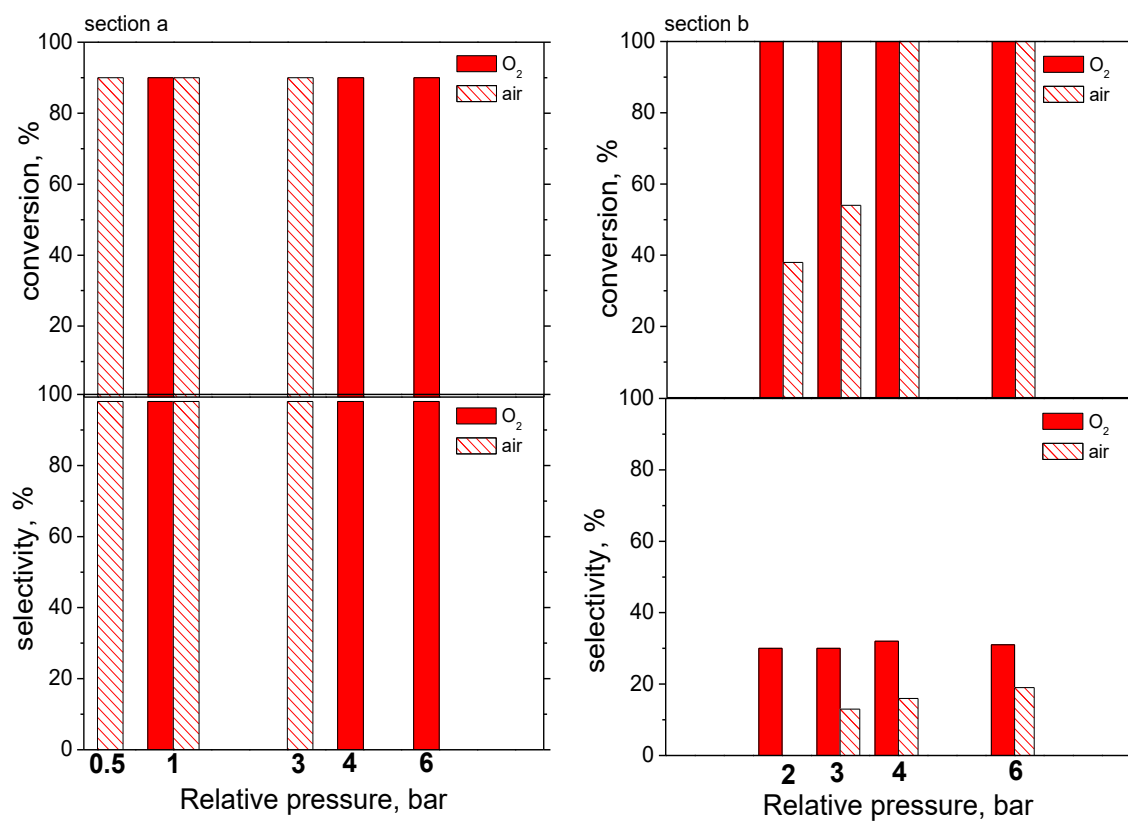 section a
100
80
60
40
20
conversion, %
O₂
air
100
80
60
40
20
0
selectivity, %
O₂
air
0.5 1 3 4 6
Relative pressure, bar
section b
100
80
60
40
20
conversion, %
O₂
air
100
80
60
40
20
0
selectivity, %
O₂
air
2 3 4 6
Relative pressure, bar